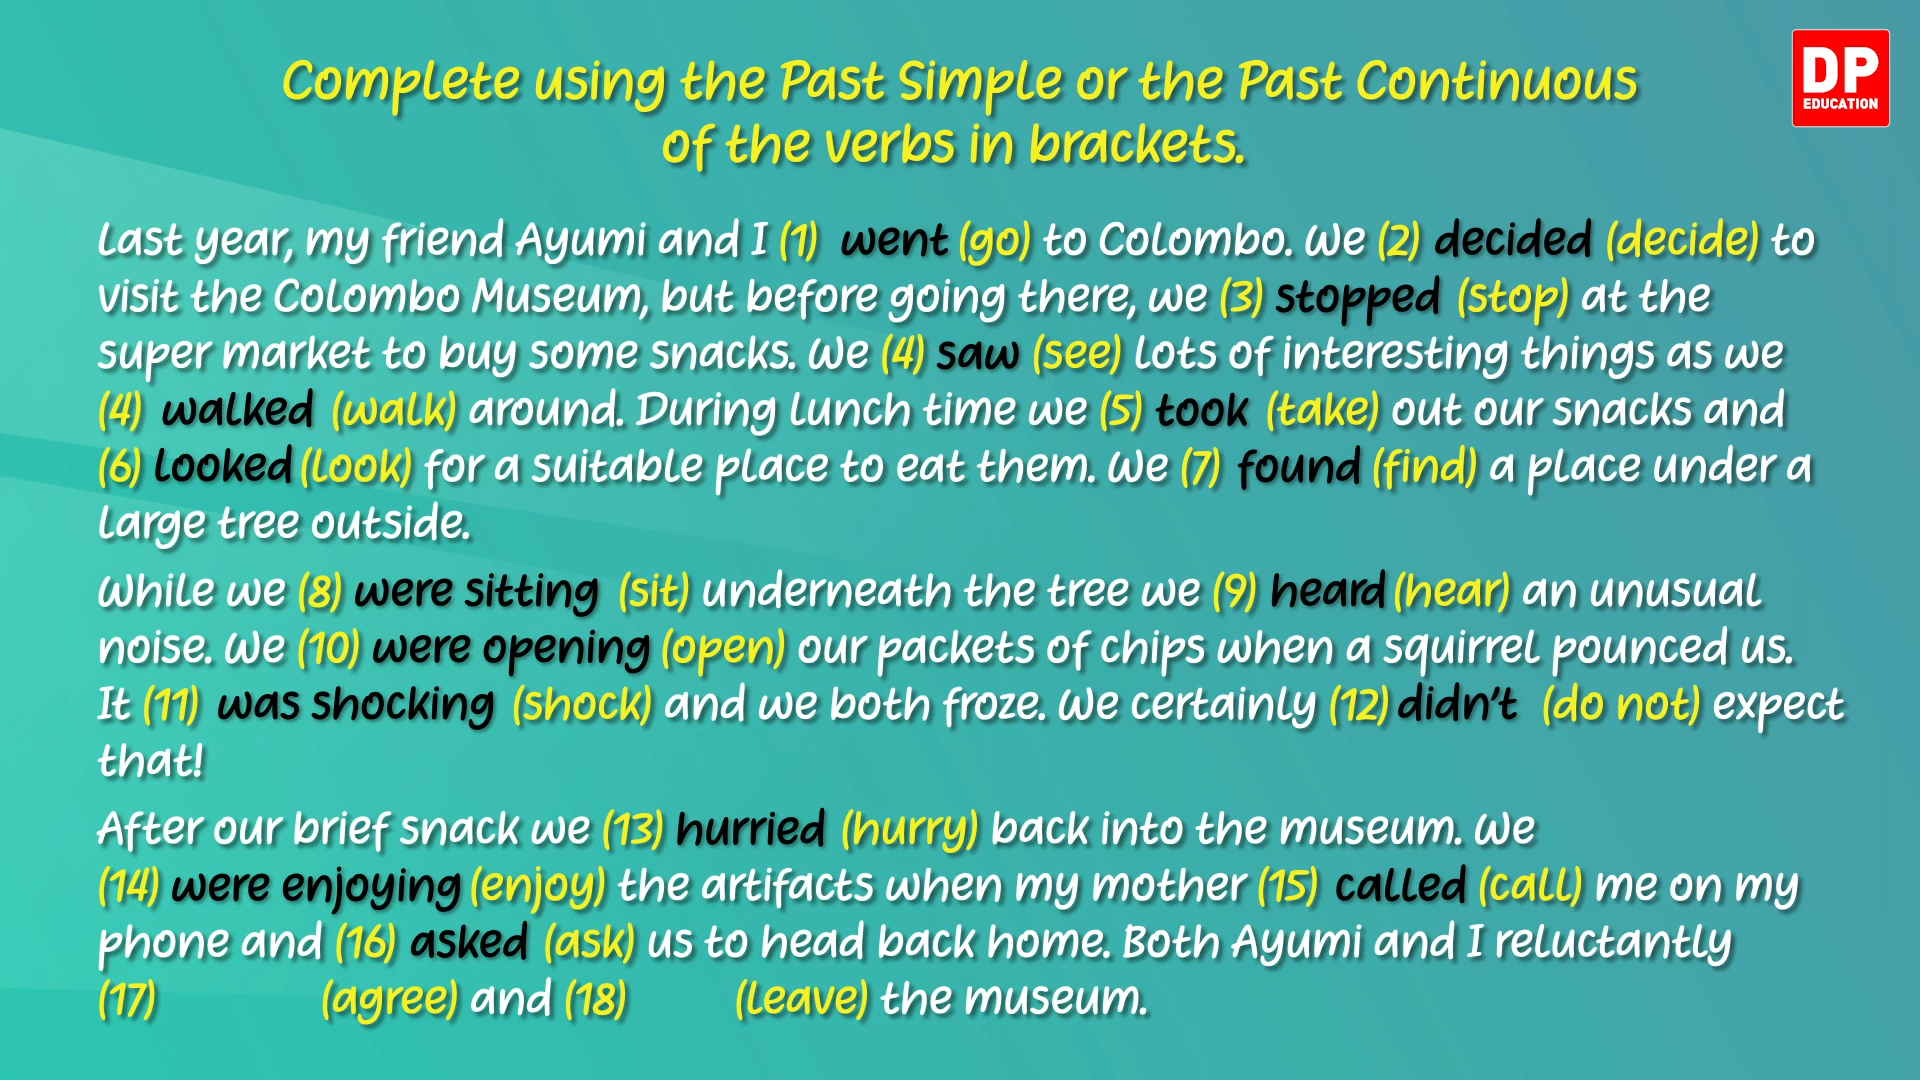 Complete using the Past Simple or the Past Continuous
of the verbs in brackets.
DP
EDUCATION
Last year, my friend Ayumi and I (1) went (go) to Colombo. We (2) decided (decide) to
visit the Colombo Museum, but before going there, we (3) stopped (stop) at the
super market to buy some snacks. We (4) saw (see) lots of interesting things as we
(4) walked (walk) around. During lunch time we (5) took (take) out our snacks and
(6) looked (look) for a suitable place to eat them. We (7) found (find) a place under a
large tree outside.
While we (8) were sitting (sit) underneath the tree we (9) heard (hear) an unusual
noise. We (10) were opening (open) our packets of chips when a squirrel pounced us.
It (11) was shocking (shock) and we both froze. We certainly (12) didn't (do not) expect
that!
After our brief snack we (13) hurried (hurry) back into the museum. We
(14) were enjoying (enjoy) the artifacts when my mother (15) called (call) me on my
phone and (16) asked (ask) us to head back home. Both Ayumi and I reluctantly
(17) (agree) and (18) (leave) the museum.